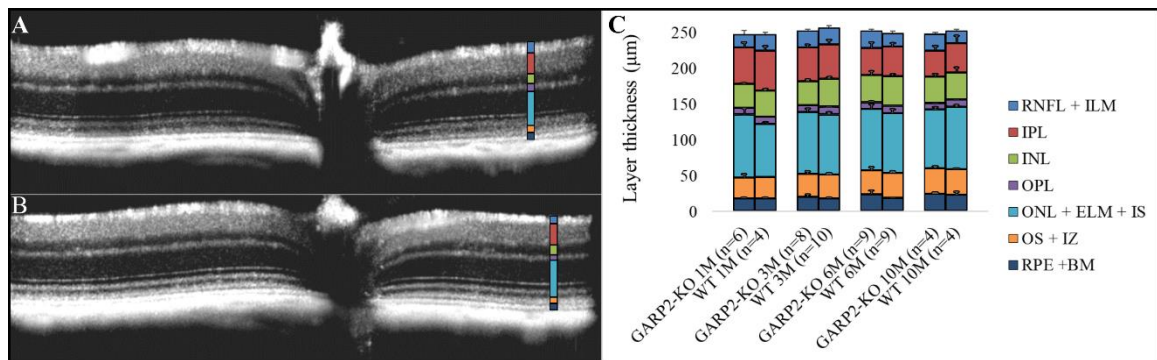 A
B
C
Layer thickness (µm)
250
200
150
100
50
0
GARP2-KO 1M (n=6)
WT 1M (n=4)
GARP2-KO 3M (n=8)
WT 3M (n=10)
GARP2-KO 6M (n=9)
WT 6M (n=9)
GARP2-KO 10M (n=4)
WT 10M (n=4)
RNFL + ILM
IPL
INL
OPL
ONL + ELM + IS
OS + IZ
RPE +BM